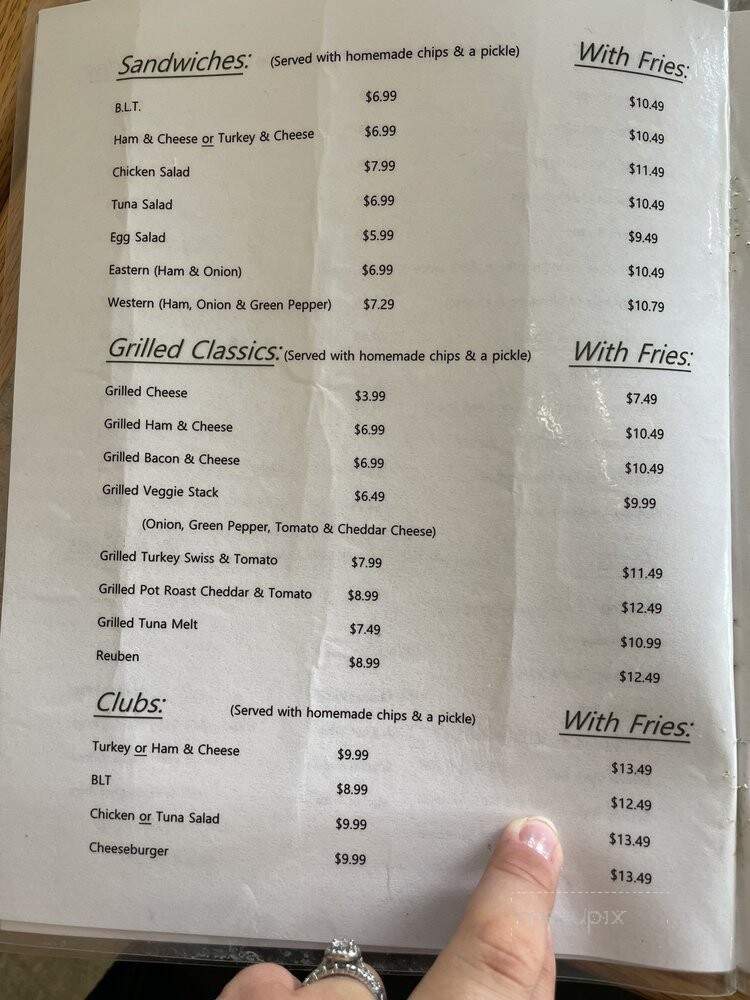 Sandwiches: (Served with homemade chips & a pickle) With Fries:
B.L.T. $6.99 $10.49
Ham & Cheese or Turkey & Cheese $6.99 $10.49
Chicken Salad $7.99 $11.49
Tuna Salad $6.99 $10.49
Egg Salad $5.99 $9.49
Eastern (Ham & Onion) $6.99 $10.49
Western (Ham, Onion & Green Pepper) $7.29 $10.79
Grilled Classics: (Served with homemade chips & a pickle) With Fries:
Grilled Cheese $3.99 $7.49
Grilled Ham & Cheese $6.99 $10.49
Grilled Bacon & Cheese $6.99 $10.49
Grilled Veggie Stack $6.49 $9.99
(Onion, Green Pepper, Tomato & Cheddar Cheese)
Grilled Turkey Swiss & Tomato $7.99 $11.49
Grilled Pot Roast Cheddar & Tomato $8.99 $12.49
Grilled Tuna Melt $7.49 $10.99
Reuben $8.99 $12.49
Clubs: (Served with homemade chips & a pickle) With Fries:
Turkey or Ham & Cheese $9.99 $13.49
BLT $8.99 $12.49
Chicken or Tuna Salad $9.99 $13.49
Cheeseburger $9.99 $13.49